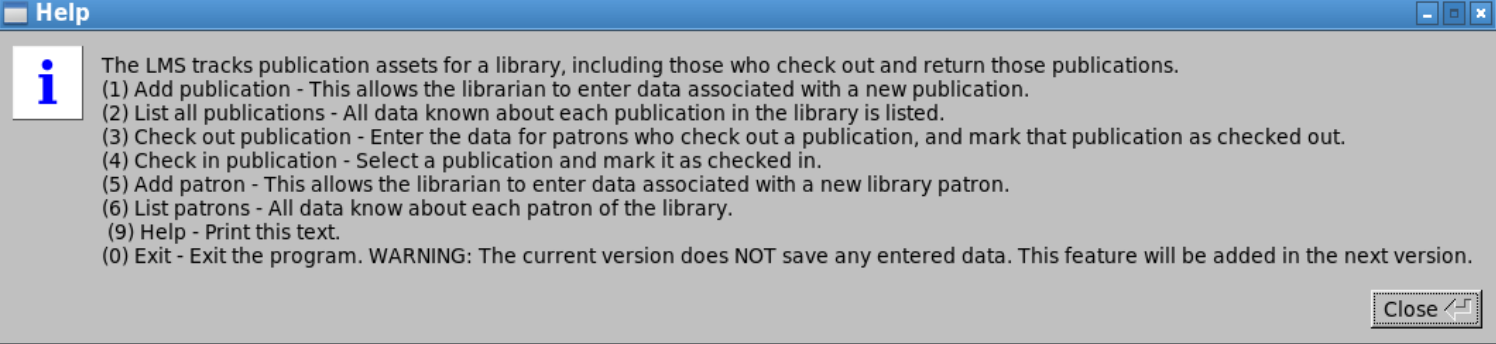 Help
The LMS tracks publication assets for a library, including those who check out and return those publications.
(1) Add publication - This allows the librarian to enter data associated with a new publication.
(2) List all publications - All data known about each publication in the library is listed.
(3) Check out publication - Enter the data for patrons who check out a publication, and mark that publication as checked out.
(4) Check in publication - Select a publication and mark it as checked in.
(5) Add patron - This allows the librarian to enter data associated with a new library patron.
(6) List patrons - All data know about each patron of the library.
(9) Help - Print this text.
(0) Exit - Exit the program. WARNING: The current version does NOT save any entered data. This feature will be added in the next version.
Close